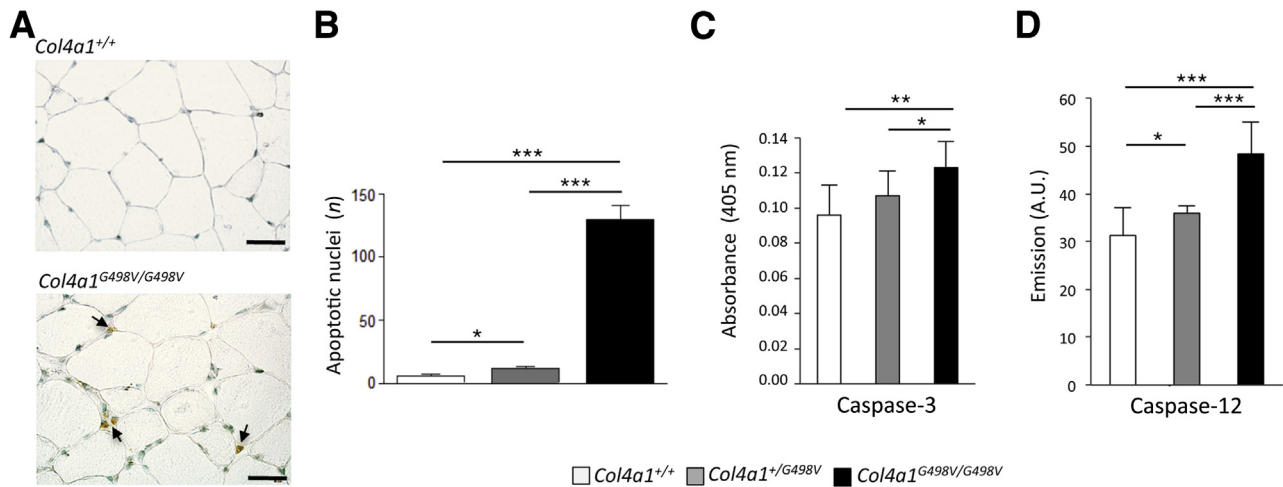 A
Col4a1+/+
Col4a1G498V/G498V
B
Apoptotic nuclei (n)
150
100
50
0
***
***
*
C
Absorbance (405 nm)
0.14
0.12
0.10
0.08
0.06
0.04
0.02
0.00
**
*
Caspase-3
D
Emission (A.U.)
60
50
40
30
20
10
0
***
***
*
Caspase-12
Col4a1+/+ Col4a1+/G498V Col4a1G498V/G498V